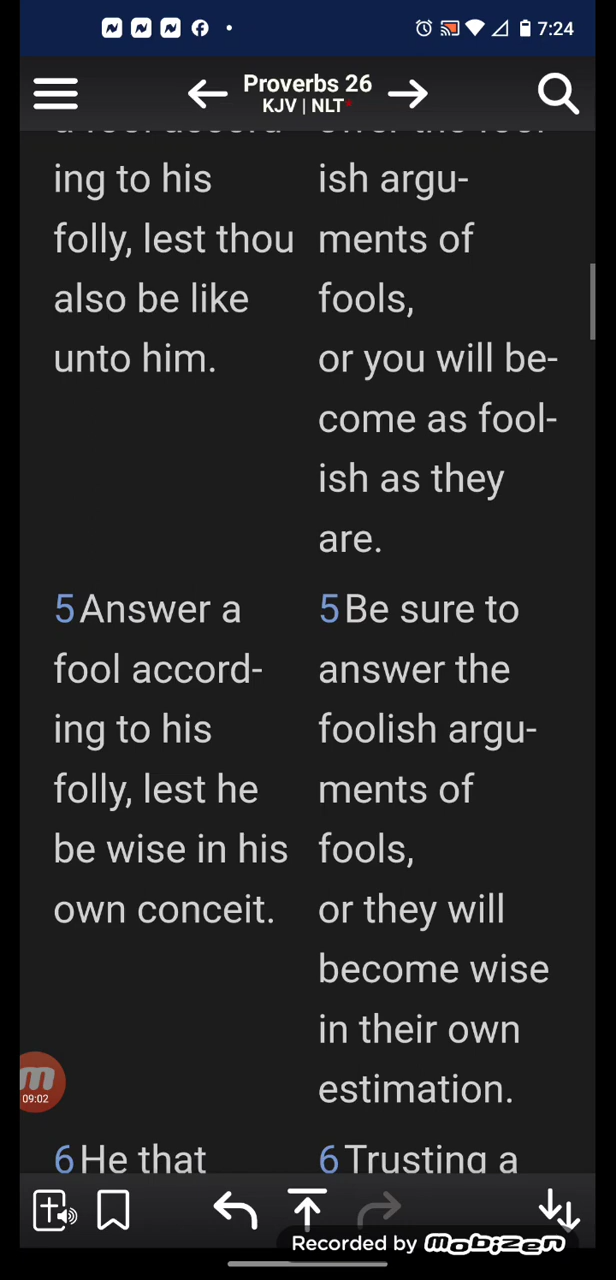 7:24
Proverbs 26
KJV | NLT*
ing to his
folly, lest thou
also be like
unto him.
ish argu-
ments of
fools,
or you will be-
come as fool-
ish as they
are.
5 Answer a
fool accord-
ing to his
folly, lest he
be wise in his
own conceit.
5 Be sure to
answer the
foolish argu-
ments of
fools,
or they will
become wise
in their own
estimation.
6 He that
6 Trusting a
09:02
Recorded by mobizen